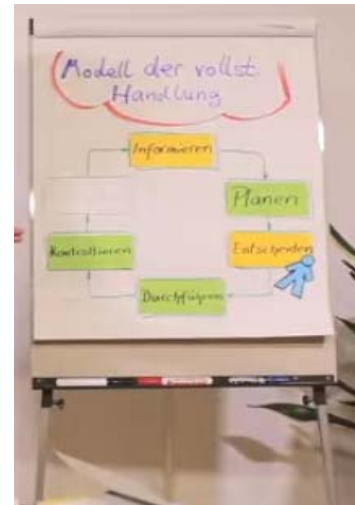 Modell der vollst.
Handlung
Informieren
Planen
Entscheiden
Durchführen
Kontrollieren